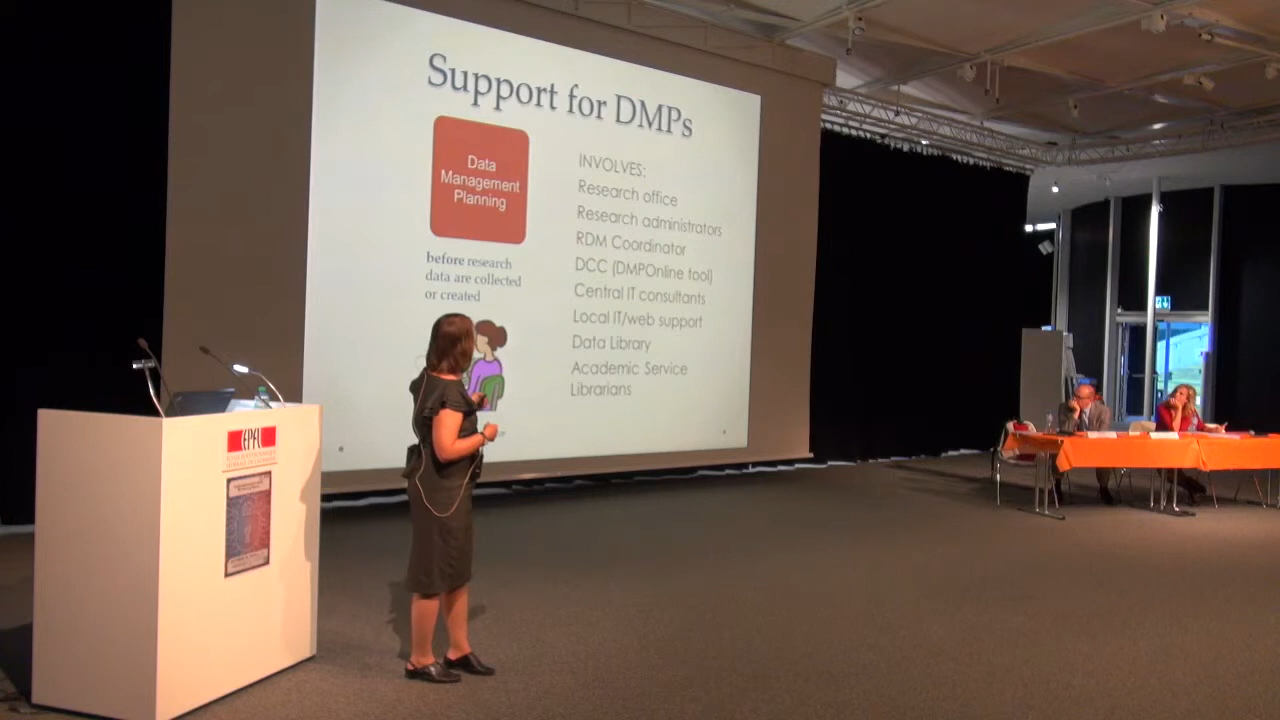 Support for DMPs
Data
Management
Planning
before research
data are collected
or created
INVOLVES:
Research office
Research administrators
RDM Coordinator
DCC (DMPOnline tool)
Central IT consultants
Local IT/web support
Data Library
Academic Service
Librarians
EPFL